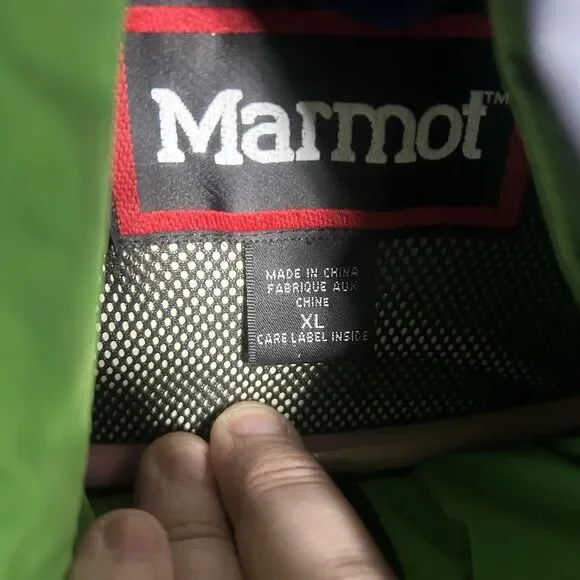 Marmot™
MADE IN CHINA
FABRIQUE AUX
CHINE
XL
CARE LABEL INSIDE